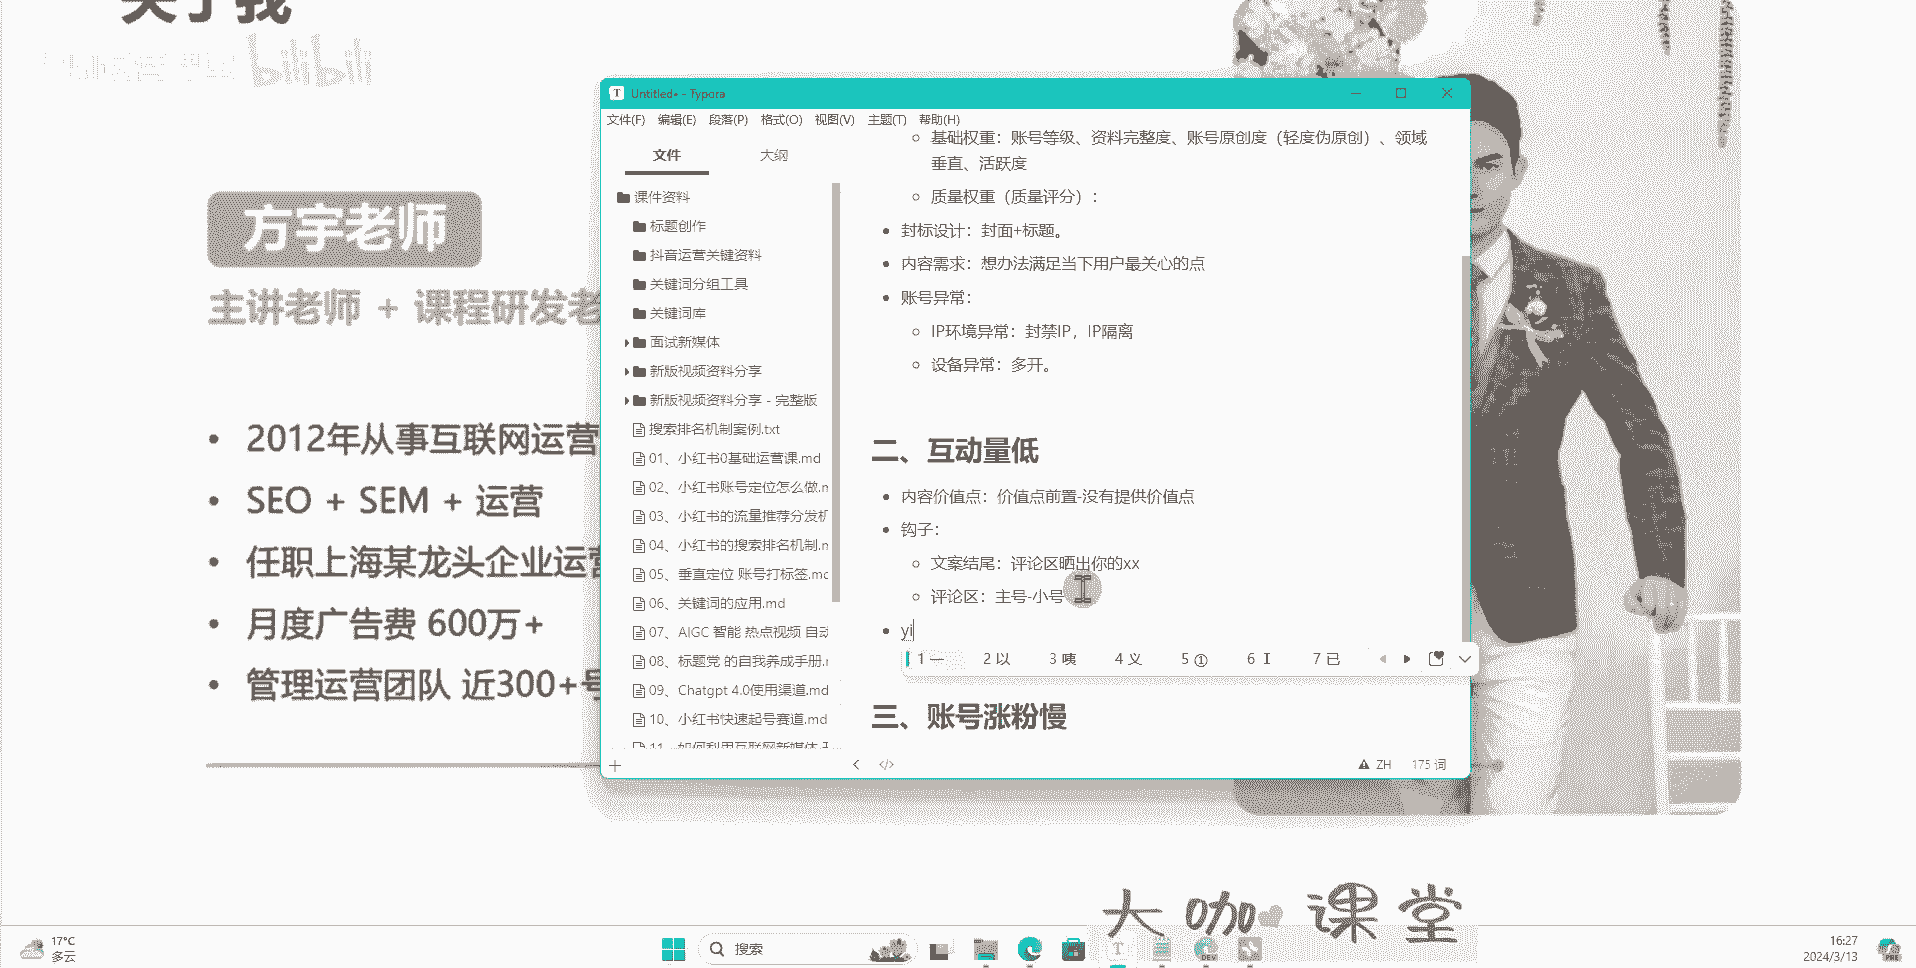 关于我
bilibili
方宇老师
主讲老师 + 课程研发老
2012年从事互联网运营
SEO + SEM + 运营
任职上海某龙头企业运营
月度广告费 600万+
管理运营团队 近300+号
Untitled• - Typora
文件(F) 编辑(E) 段落(P) 格式(O) 视图(V) 主题(T) 帮助(H)
文件 大纲
课件资料
标题创作
抖音运营关键资料
关键词分组工具
关键词库
面试新媒体
新版视频资料分享
新版视频资料分享 - 完整版
搜索排名机制案例.txt
01、小红书0基础运营课.md
02、小红书账号定位怎么做.m
03、小红书的流量推荐分发机
04、小红书的搜索排名机制.m
05、垂直定位 账号打标签.md
06、关键词的应用.md
07、AIGC 智能 热点视频 自动
08、标题党 的自我养成手册.m
09、Chatgpt 4.0使用渠道.md
10、小红书快速起号赛道.md
11、如何利用互联网新媒体
基础权重：账号等级、资料完整度、账号原创度（轻度伪原创）、领域
垂直、活跃度
质量权重（质量评分）：
封标设计：封面+标题。
内容需求：想办法满足当下用户最关心的点
账号异常：
IP环境异常：封禁IP，IP隔离
设备异常：多开。
二、互动量低
内容价值点：价值点前置-没有提供价值点
钩子：
文案结尾：评论区晒出你的xx
评论区：主号-小号
yi
1 一 2 以 3 咦 4 义 5 ① 6 I 7 已
三、账号涨粉慢
ZH 175 词
大咖课堂
17°C
多云
搜索
16:27
2024/3/13